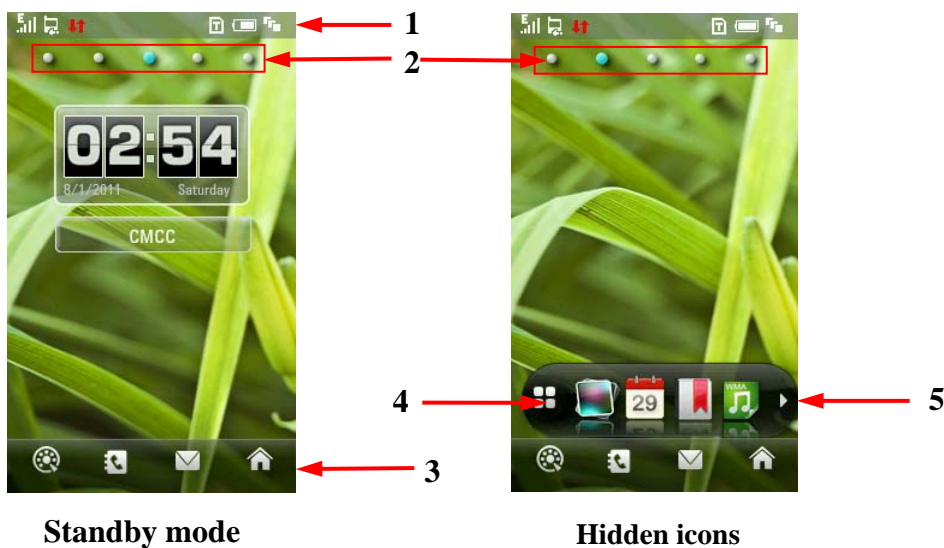 E
T
1
2
02:54
8/1/2011 Saturday
CMCC
3
Standby mode
E
T
4
29
WMA
5
Hidden icons